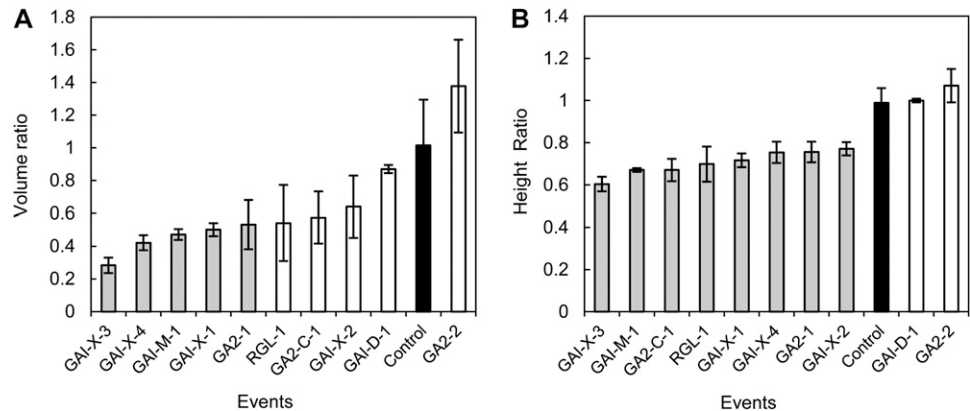 A
Volume ratio
1.8
1.6
1.4
1.2
1
0.8
0.6
0.4
0.2
0
GAI-X-3
GAI-X-4
GAI-M-1
GAI-X-1
GA2-1
RGL-1
GA2-C-1
GAI-X-2
GAI-D-1
Control
GA2-2
Events
B
Height Ratio
1.4
1.2
1
0.8
0.6
0.4
0.2
0
GAI-X-3
GAI-M-1
GA2-C-1
RGL-1
GAI-X-1
GAI-X-4
GA2-1
GAI-X-2
Control
GAI-D-1
GA2-2
Events